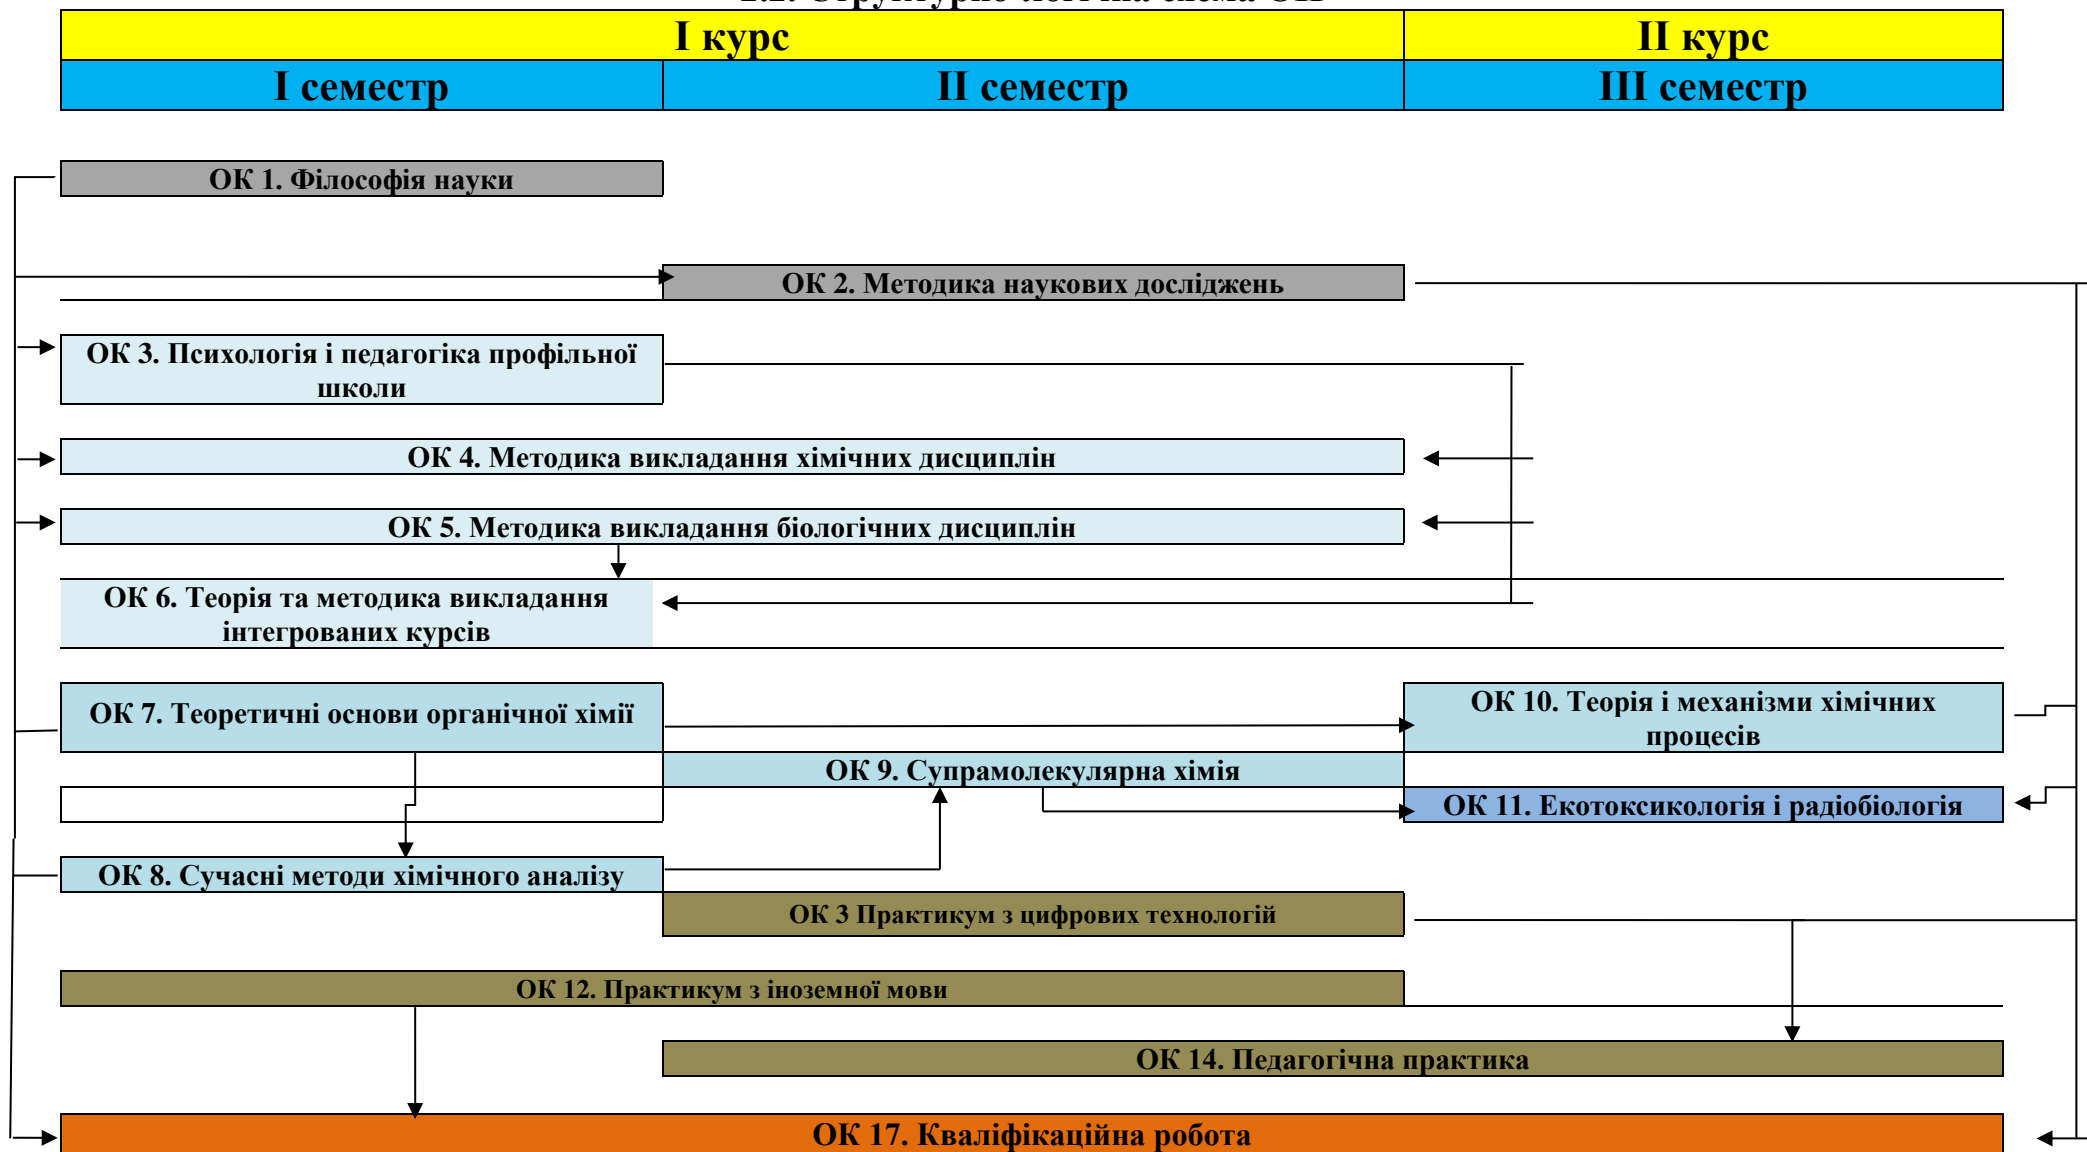 І курс
ІІ курс
І семестр
ІІ семестр
ІІІ семестр
ОК 1. Філософія науки
ОК 2. Методика наукових досліджень
ОК 3. Психологія і педагогіка профільної
школи
ОК 4. Методика викладання хімічних дисциплін
ОК 5. Методика викладання біологічних дисциплін
ОК 6. Теорія та методика викладання
інтегрованих курсів
ОК 7. Теоретичні основи органічної хімії
ОК 10. Теорія і механізми хімічних
процесів
ОК 9. Супрамолекулярна хімія
ОК 11. Екотоксикологія і радіобіологія
ОК 8. Сучасні методи хімічного аналізу
ОК 3 Практикум з цифрових технологій
ОК 12. Практикум з іноземної мови
ОК 14. Педагогічна практика
ОК 17. Кваліфікаційна робота